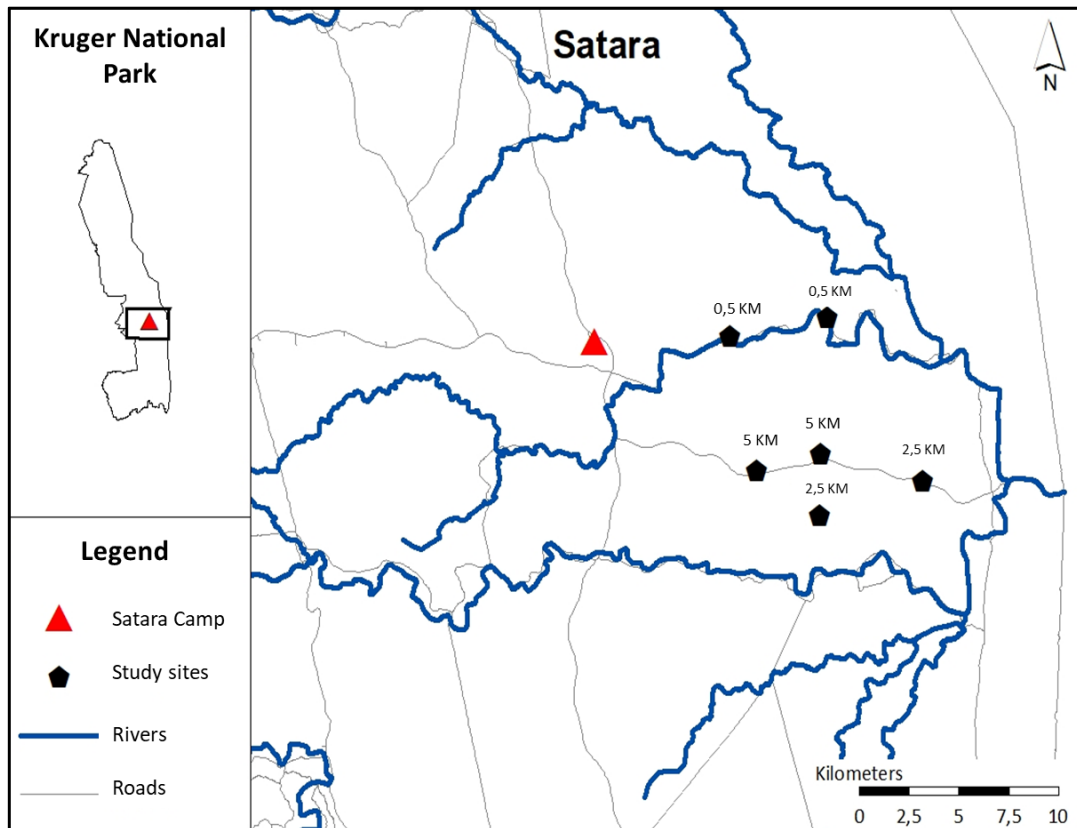 Kruger National
Park
Legend
Satara Camp
Study sites
Rivers
Roads
Satara
N
0,5 KM
0,5 KM
5 KM
5 KM
2,5 KM
2,5 KM
Kilometers
0 2,5 5 7,5 10